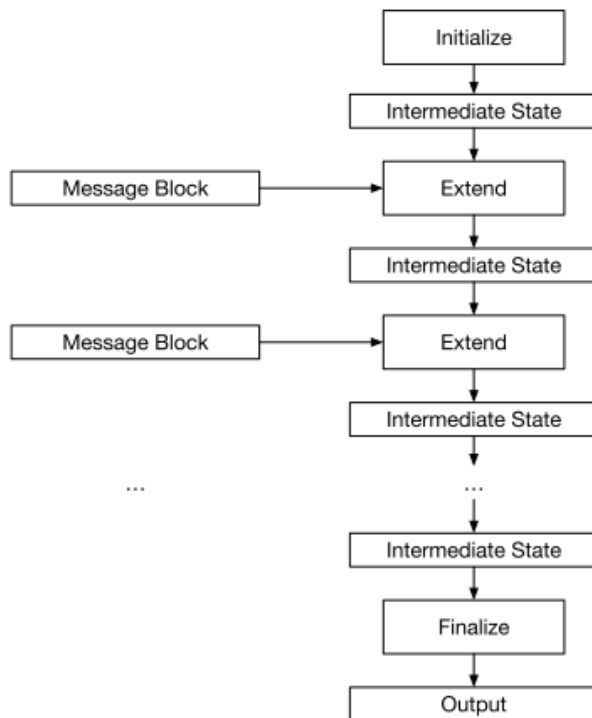 Initialize
Intermediate State
Message Block
Extend
Intermediate State
Message Block
Extend
Intermediate State
... ...
Intermediate State
Finalize
Output